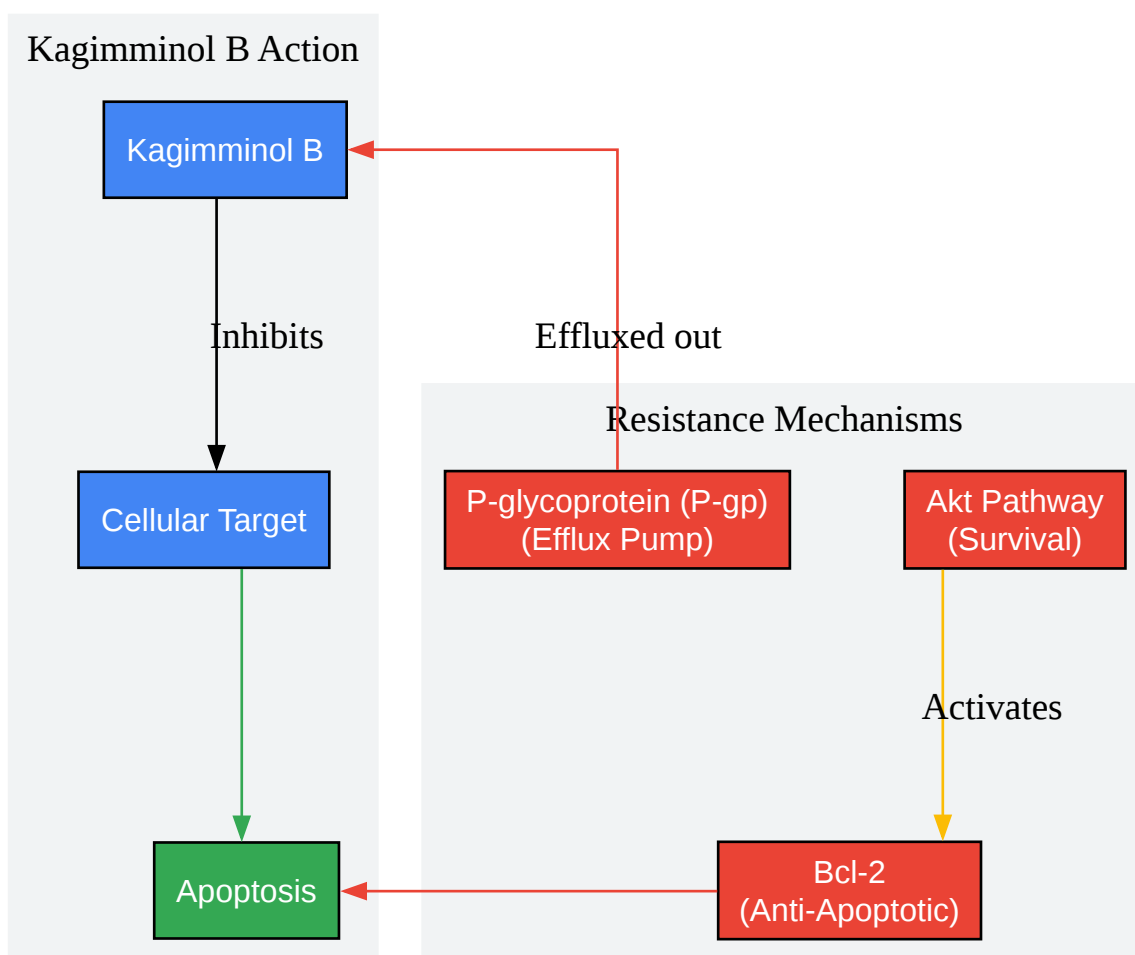 Kagimminol B Action
Kagimminol B
Inhibits
Effluxed out
Resistance Mechanisms
P-glycoprotein (P-gp)
(Efflux Pump)
Akt Pathway
(Survival)
Cellular Target
Activates
Apoptosis
Bcl-2
(Anti-Apoptotic)